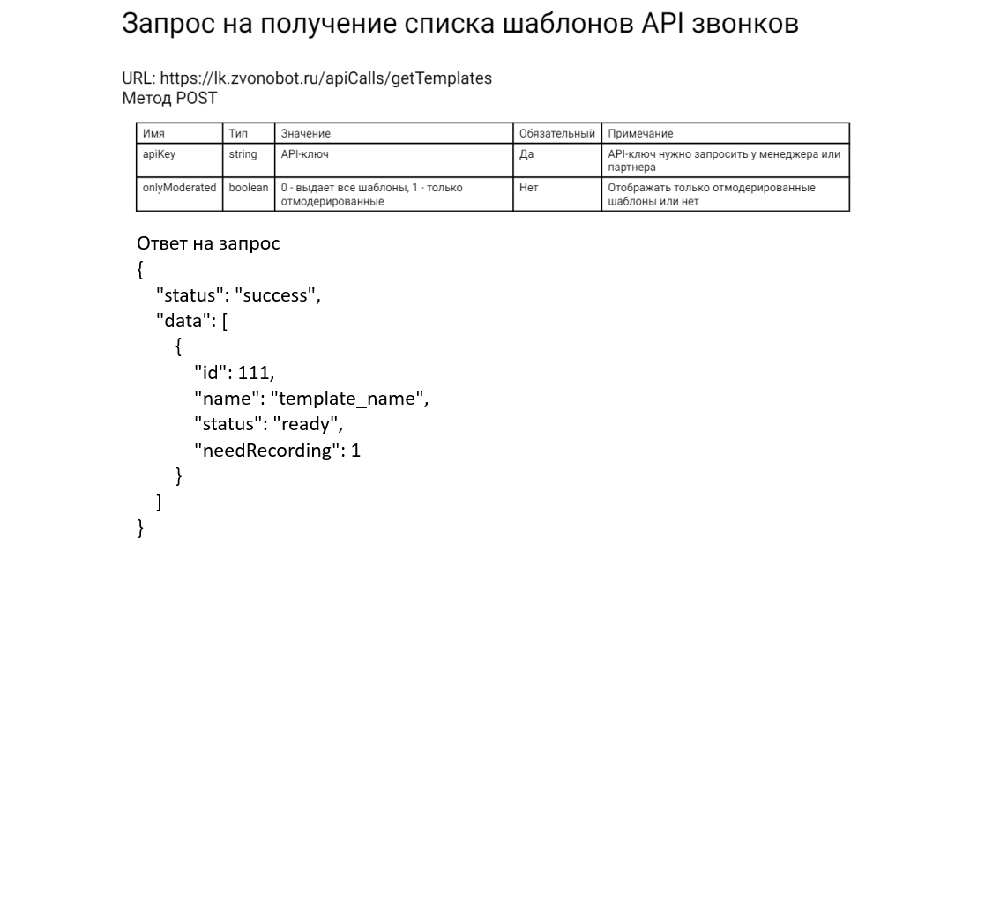 Запрос на получение списка шаблонов API звонков
URL: https://lk.zvonobot.ru/apiCalls/getTemplates
Метод POST
Имя Тип Значение Обязательный Примечание
apiKey string API-ключ Да API-ключ нужно запросить у менеджера или
партнера
onlyModerated boolean 0 - выдает все шаблоны, 1 - только Нет Отображать только отмодерированные
отмодерированные шаблоны или нет
Ответ на запрос
{
"status": "success",
"data": [
{
"id": 111,
"name": "template_name",
"status": "ready",
"needRecording": 1
}
]
}